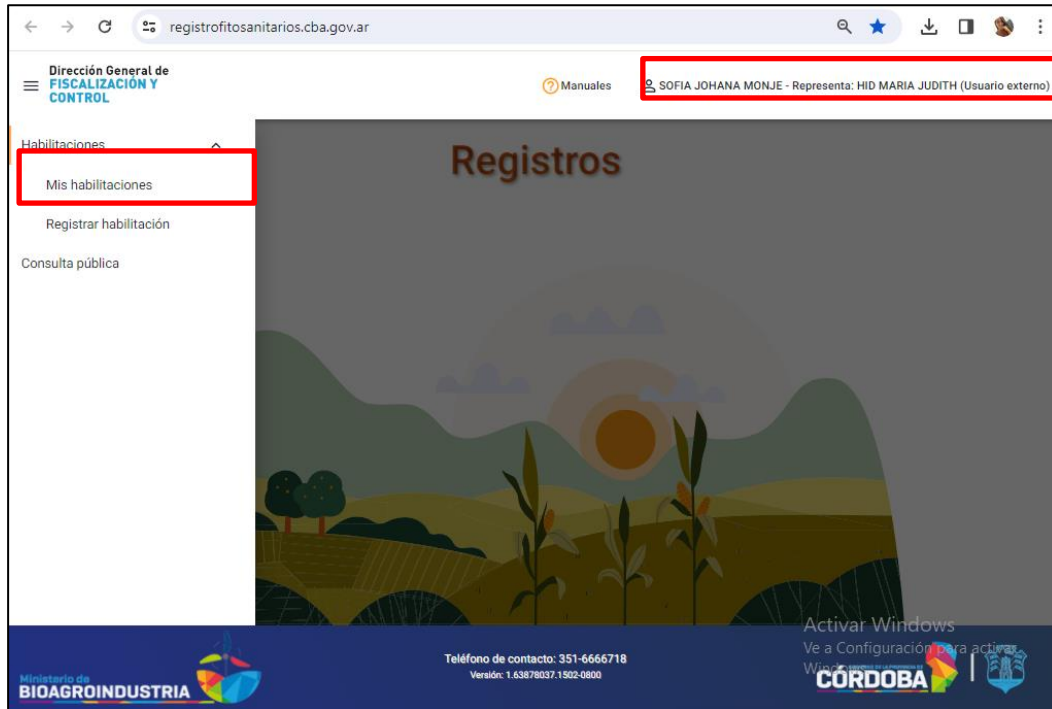 registrofitosanitarios.cba.gov.ar
Dirección General de
FISCALIZACIÓN Y
CONTROL
Manuales
SOFIA JOHANA MONJE - Representa: HID MARIA JUDITH (Usuario externo)
Habilitaciones
Mis habilitaciones
Registrar habilitación
Consulta pública
Registros
Activar Windows
Ve a Configuración para activar
Windows.
Teléfono de contacto: 351-6666718
Versión: 1.63878037.1502-0800
Ministerio de
BIOAGROINDUSTRIA
CÓRDOBA